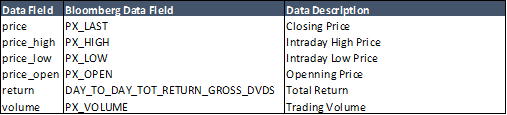 Data Field Bloomberg Data Field Data Description
price PX_LAST Closing Price
price_high PX_HIGH Intraday High Price
price_low PX_LOW Intraday Low Price
price_open PX_OPEN Openning Price
return DAY_TO_DAY_TOT_RETURN_GROSS_DVDS Total Return
volume PX_VOLUME Trading Volume